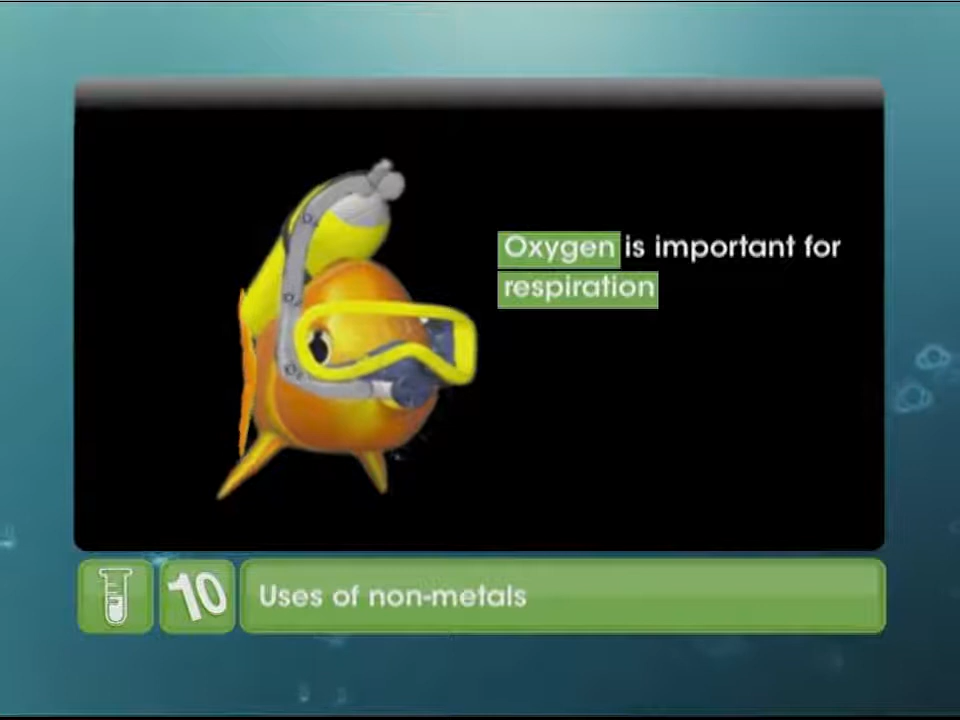 Oxygen is important for
respiration
10
Uses of non-metals